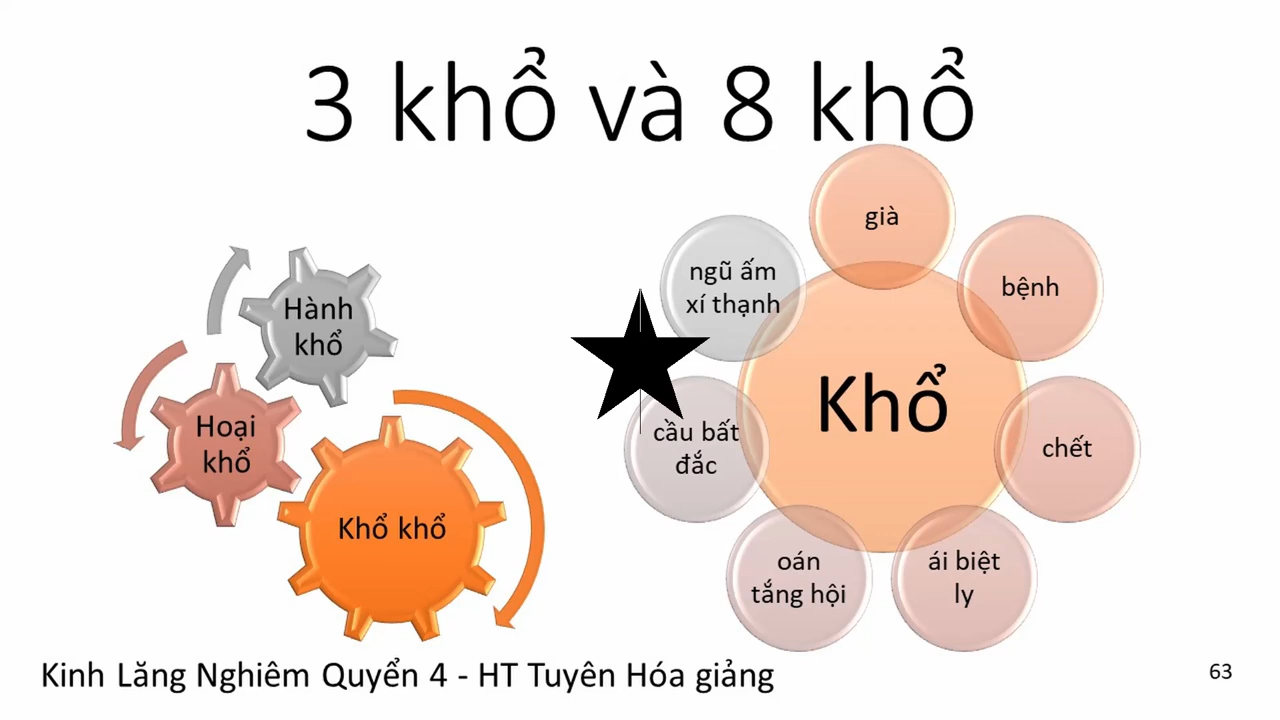 3 khổ và 8 khổ
Hành
khổ
Hoại
khổ
Khổ khổ
già
bệnh
chết
ái biệt
ly
oán
tắng hội
cầu bất
đắc
ngũ ấm
xí thạnh
Khổ
Kinh Lăng Nghiêm Quyển 4 - HT Tuyên Hóa giảng
63